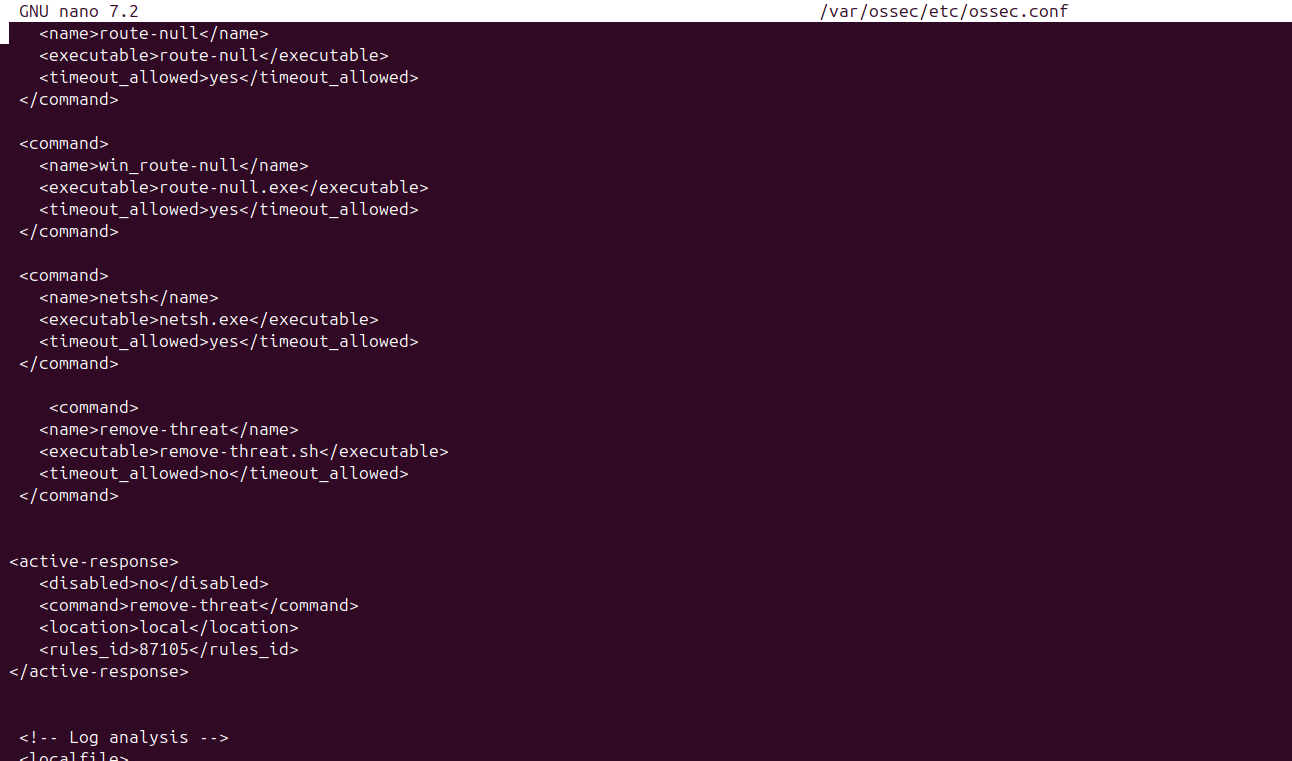 GNU nano 7.2 /var/ossec/etc/ossec.conf
<name>route-null</name>
<executable>route-null</executable>
<timeout_allowed>yes</timeout_allowed>
</command>
<command>
<name>win_route-null</name>
<executable>route-null.exe</executable>
<timeout_allowed>yes</timeout_allowed>
</command>
<command>
<name>netsh</name>
<executable>netsh.exe</executable>
<timeout_allowed>yes</timeout_allowed>
</command>
<command>
<name>remove-threat</name>
<executable>remove-threat.sh</executable>
<timeout_allowed>no</timeout_allowed>
</command>
<active-response>
<disabled>no</disabled>
<command>remove-threat</command>
<location>local</location>
<rules_id>87105</rules_id>
</active-response>
<!-- Log analysis -->
<localfile>